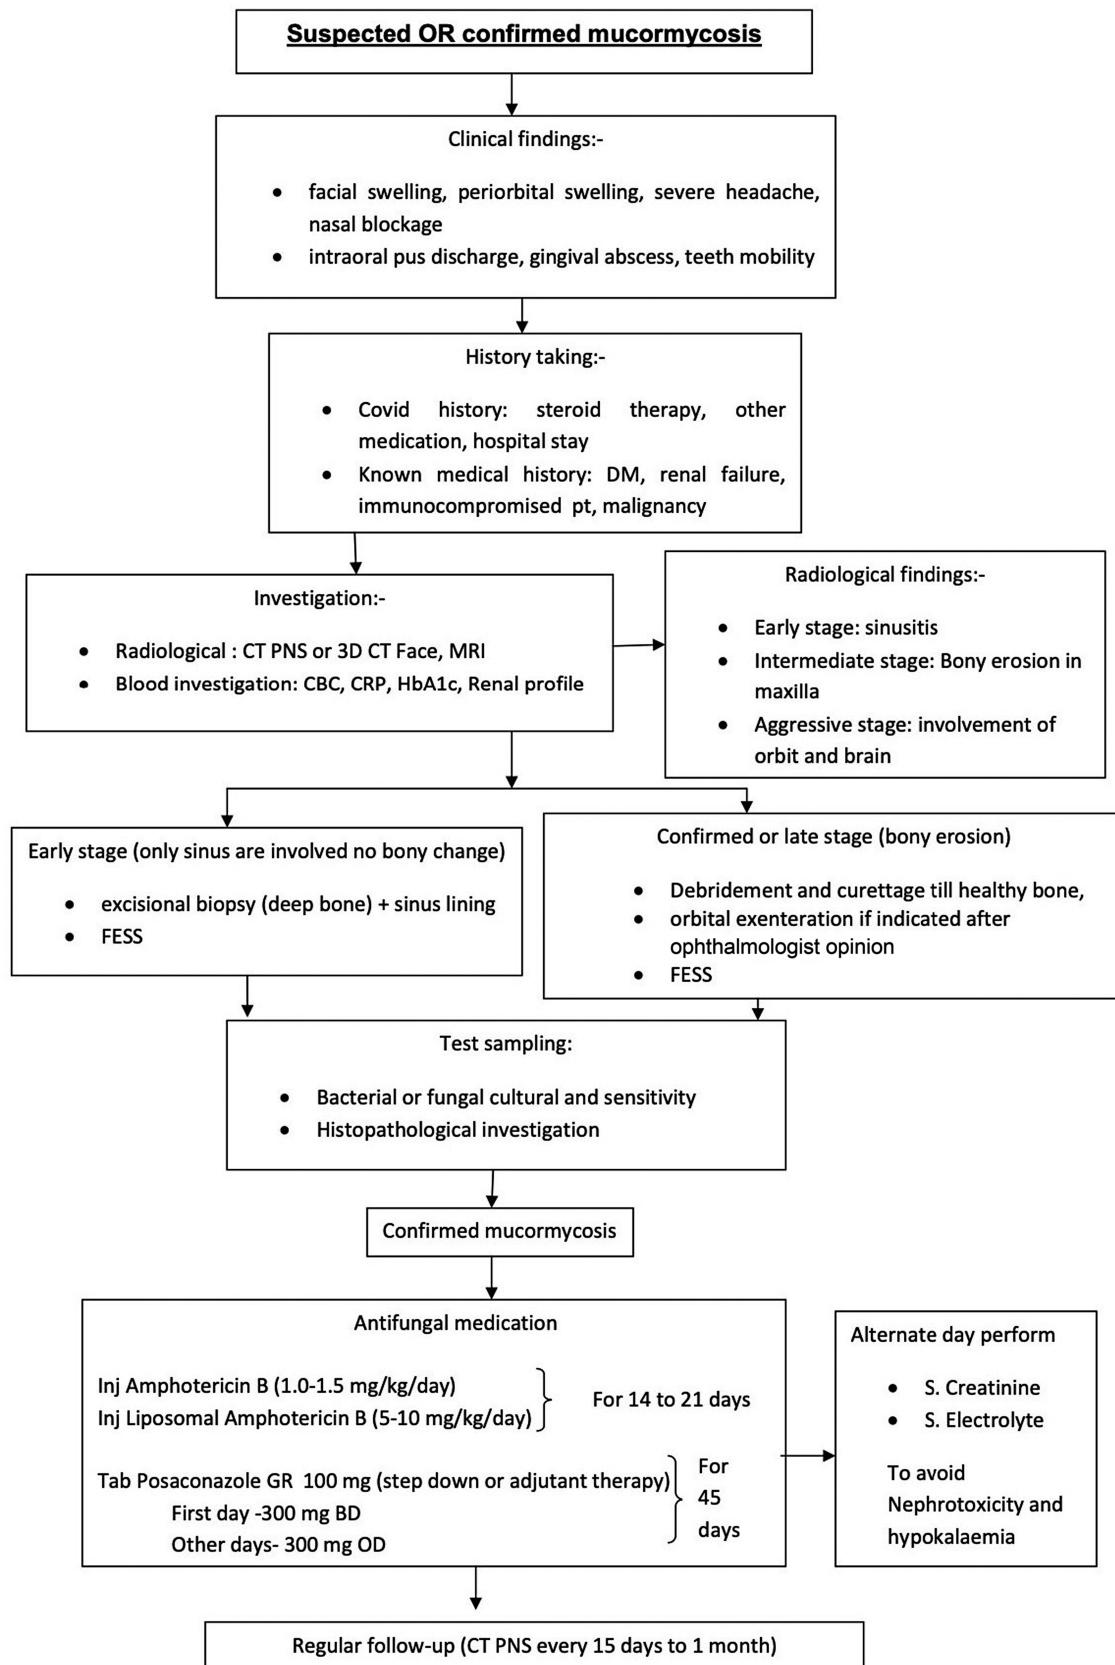 Suspected OR confirmed mucormycosis
Clinical findings:-
• facial swelling, periorbital swelling, severe headache,
nasal blockage
• intraoral pus discharge, gingival abscess, teeth mobility
History taking:-
• Covid history: steroid therapy, other
medication, hospital stay
• Known medical history: DM, renal failure,
immunocompromised pt, malignancy
Investigation:-
• Radiological : CT PNS or 3D CT Face, MRI
• Blood investigation: CBC, CRP, HbA1c, Renal profile
Radiological findings:-
• Early stage: sinusitis
• Intermediate stage: Bony erosion in
maxilla
• Aggressive stage: involvement of
orbit and brain
Early stage (only sinus are involved no bony change)
• excisional biopsy (deep bone) + sinus lining
• FESS
Confirmed or late stage (bony erosion)
• Debridement and curettage till healthy bone,
• orbital exenteration if indicated after
ophthalmologist opinion
• FESS
Test sampling:
• Bacterial or fungal cultural and sensitivity
• Histopathological investigation
Confirmed mucormycosis
Antifungal medication
Inj Amphotericin B (1.0-1.5 mg/kg/day)
Inj Liposomal Amphotericin B (5-10 mg/kg/day)
For 14 to 21 days
Tab Posaconazole GR 100 mg (step down or adjutant therapy)
First day -300 mg BD
Other days- 300 mg OD
For
45
days
Alternate day perform
• S. Creatinine
• S. Electrolyte
To avoid
Nephrotoxicity and
hypokalaemia
Regular follow-up (CT PNS every 15 days to 1 month)